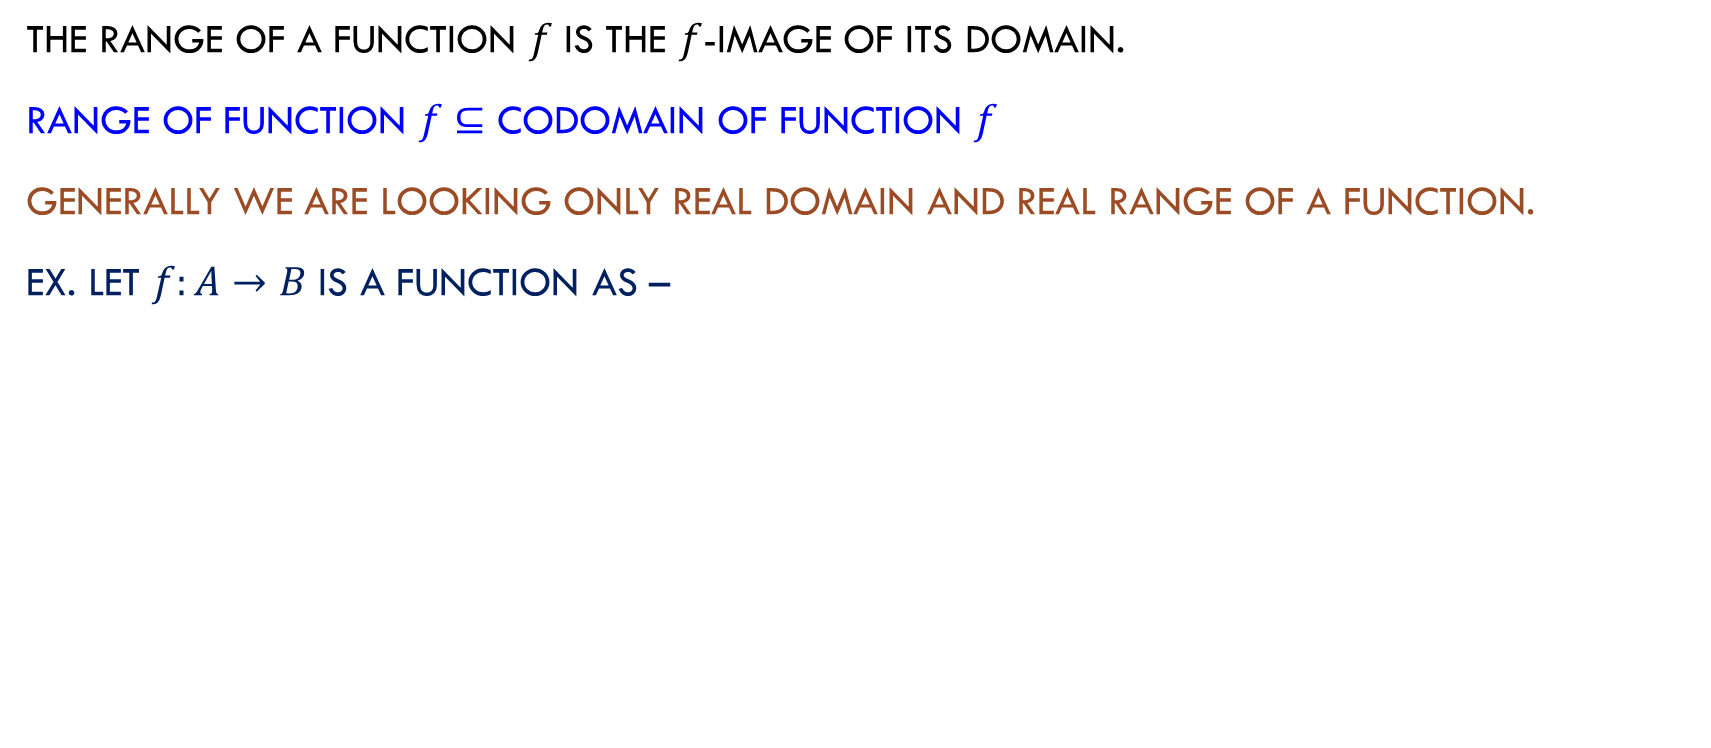 THE RANGE OF A FUNCTION f IS THE f-IMAGE OF ITS DOMAIN.
RANGE OF FUNCTION f ⊆ CODOMAIN OF FUNCTION f
GENERALLY WE ARE LOOKING ONLY REAL DOMAIN AND REAL RANGE OF A FUNCTION.
EX. LET f: A → B IS A FUNCTION AS –